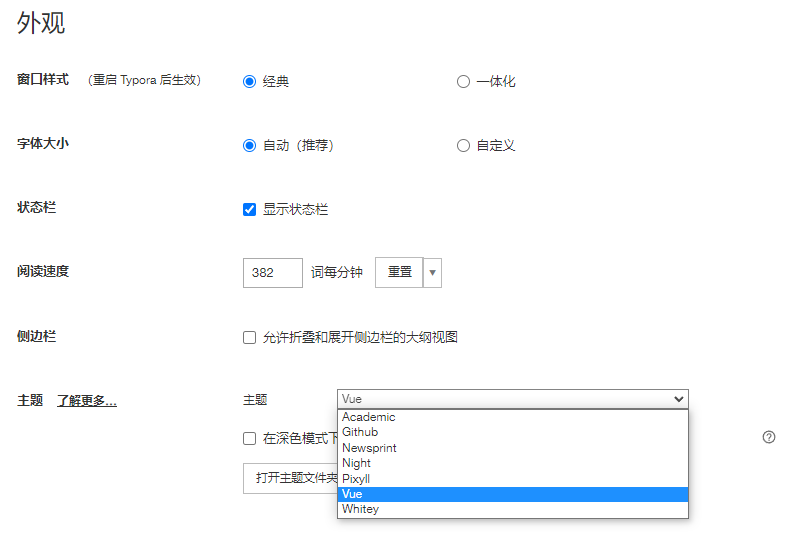 外观
窗口样式 （重启 Typora 后生效） 经典 一体化
字体大小 自动（推荐） 自定义
状态栏 显示状态栏
阅读速度 382 词每分钟 重置
侧边栏 允许折叠和展开侧边栏的大纲视图
主题 了解更多... 主题 Vue
Academic
Github
Newsprint
Night
Pixyll
Vue
Whitey
在深色模式下
打开主题文件夹